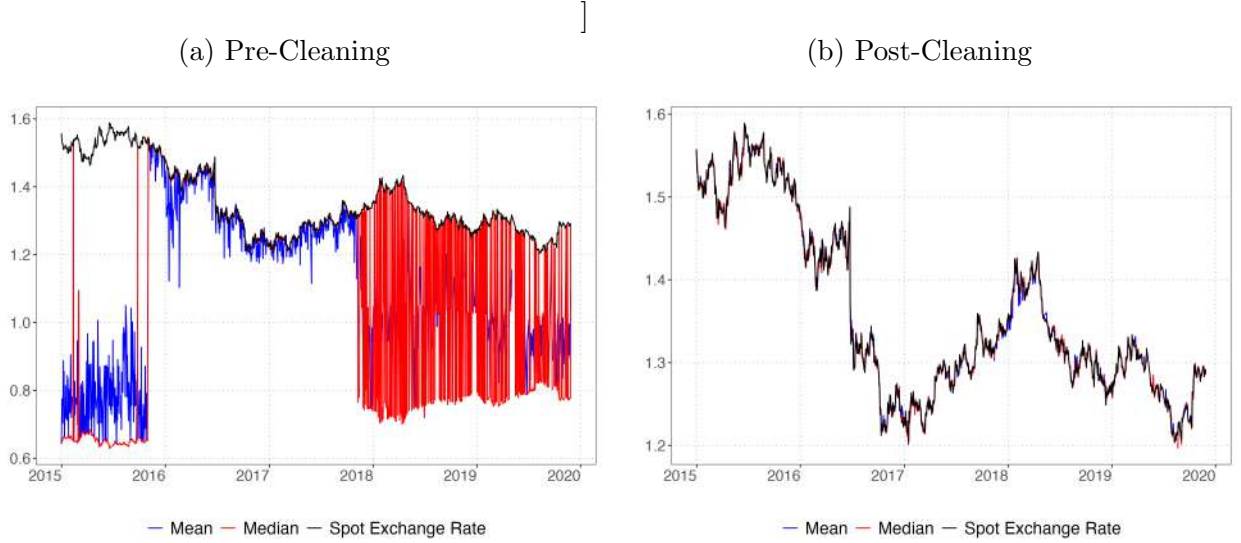 ]
(a) Pre-Cleaning
(b) Post-Cleaning
1.6
1.4
1.2
1.0
0.8
0.6
2015 2016 2017 2018 2019 2020
— Mean — Median — Spot Exchange Rate
1.6
1.5
1.4
1.3
1.2
2015 2016 2017 2018 2019 2020
— Mean — Median — Spot Exchange Rate